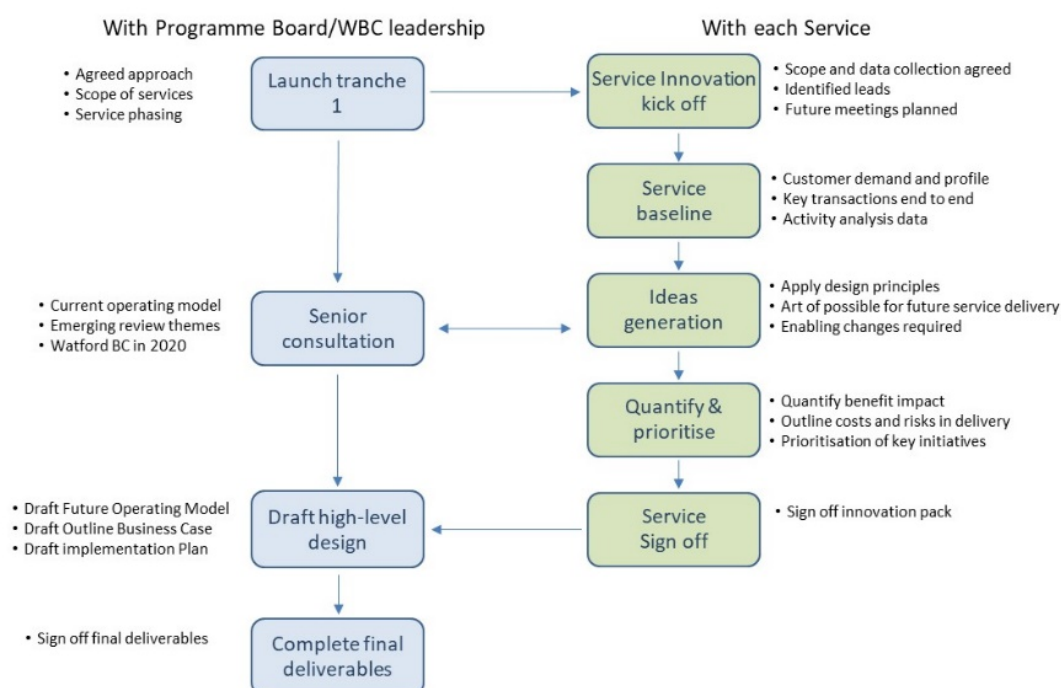 With Programme Board/WBC leadership
With each Service
• Agreed approach
• Scope of services
• Service phasing
Launch tranche
1
Service Innovation
kick off
• Scope and data collection agreed
• Identified leads
• Future meetings planned
Service
baseline
• Customer demand and profile
• Key transactions end to end
• Activity analysis data
• Current operating model
• Emerging review themes
• Watford BC in 2020
Senior
consultation
Ideas
generation
• Apply design principles
• Art of possible for future service delivery
• Enabling changes required
Quantify &
prioritise
• Quantify benefit impact
• Outline costs and risks in delivery
• Prioritisation of key initiatives
• Draft Future Operating Model
• Draft Outline Business Case
• Draft implementation Plan
Draft high-level
design
Service
Sign off
• Sign off innovation pack
• Sign off final deliverables
Complete final
deliverables